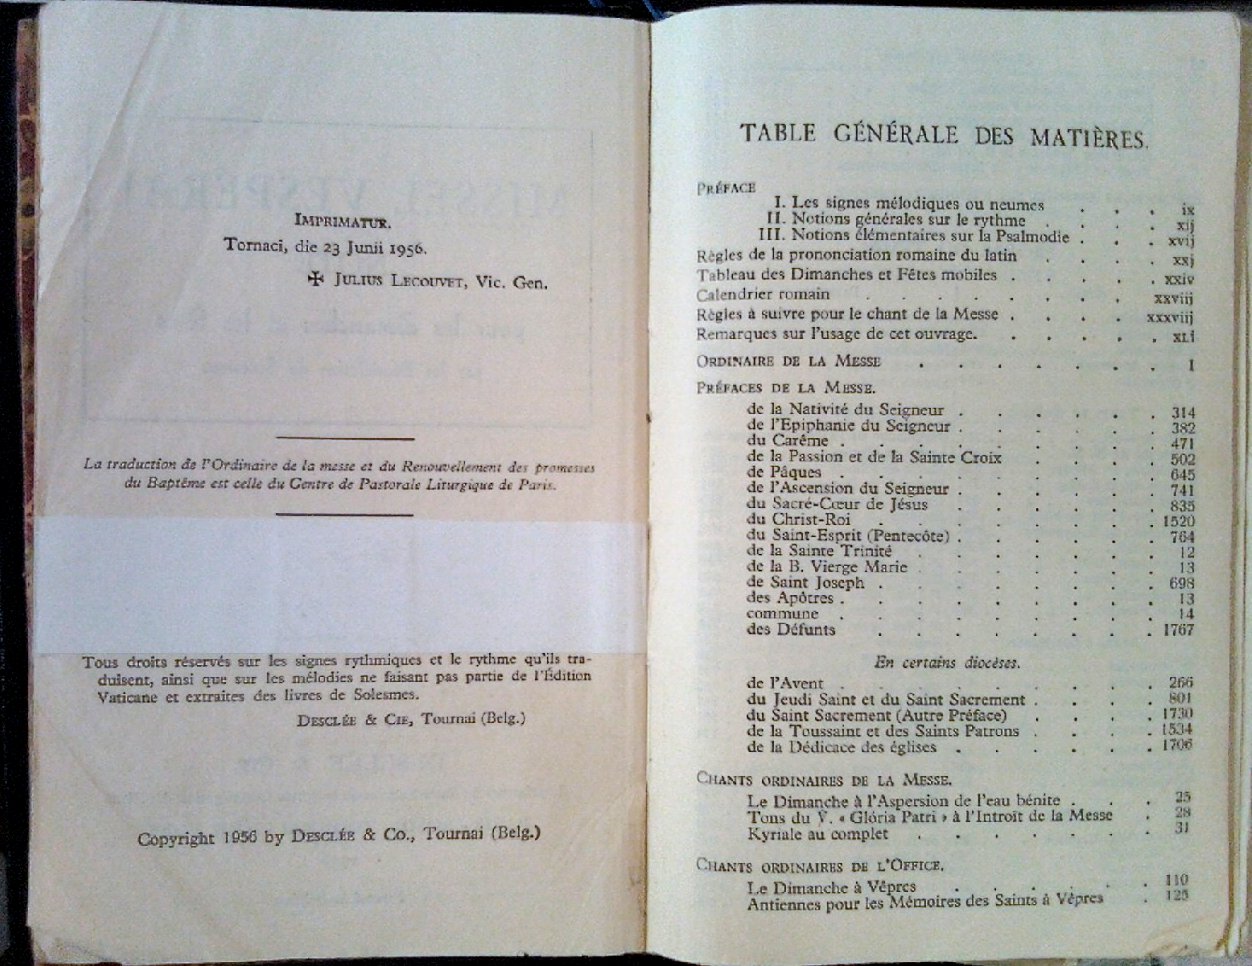 IMPRIMATUR.
Tornaci, die 23 Junii 1956.
✠ JULIUS LECOUVET, Vic. Gen.
La traduction de l'Ordinaire de la messe et du Renouvellement des promesses
du Baptême est celle du Centre de Pastorale Liturgique de Paris.
Tous droits réservés sur les signes rythmiques et le rythme qu'ils tra-
duisent, ainsi que sur les mélodies ne faisant pas partie de l'Édition
Vaticane et extraites des livres de Solesmes.
DESCLÉE & CIE, Tournai (Belg.)
Copyright 1956 by DESCLÉE & Co., Tournai (Belg.)
TABLE GÉNÉRALE DES MATIÈRES.
PRÉFACE
I. Les signes mélodiques ou neumes . . . ix
II. Notions générales sur le rythme . . . . xij
III. Notions élémentaires sur la Psalmodie . . . xvij
Règles de la prononciation romaine du latin . . . . xxj
Tableau des Dimanches et Fêtes mobiles . . . . . xxiv
Calendrier romain . . . . . . . xxviij
Règles à suivre pour le chant de la Messe . . . . xxxviij
Remarques sur l'usage de cet ouvrage. . . . . . XLI
ORDINAIRE DE LA MESSE . . . . . . . 1
PRÉFACES DE LA MESSE.
de la Nativité du Seigneur . . . . . . 314
de l'Epiphanie du Seigneur . . . . . . 382
du Carême . . . . . . . . . 471
de la Passion et de la Sainte Croix . . . . 502
de Pâques . . . . . . . . . 645
de l'Ascension du Seigneur . . . . . . 741
du Sacré-Cœur de Jésus . . . . . . 835
du Christ-Roi . . . . . . . . 1520
du Saint-Esprit (Pentecôte) . . . . . . 764
de la Sainte Trinité . . . . . . . 12
de la B. Vierge Marie . . . . . . . 13
de Saint Joseph . . . . . . . . 698
des Apôtres . . . . . . . . . 13
commune . . . . . . . . . 14
des Défunts . . . . . . . . 1767
En certains diocèses.
de l'Avent . . . . . . . . . 266
du Jeudi Saint et du Saint Sacrement . . . . 801
du Saint Sacrement (Autre Préface) . . . . 1730
de la Toussaint et des Saints Patrons . . . . 1534
de la Dédicace des églises . . . . . . 1706
CHANTS ORDINAIRES DE LA MESSE.
Le Dimanche à l'Aspersion de l'eau bénite . . . 25
Tons du ℣. « Glória Patri » à l'Introït de la Messe . 28
Kyriale au complet . . . . . . . 31
CHANTS ORDINAIRES DE L'OFFICE.
Le Dimanche à Vêpres . . . . . . 110
Antiennes pour les Mémoires des Saints à Vêpres . 125